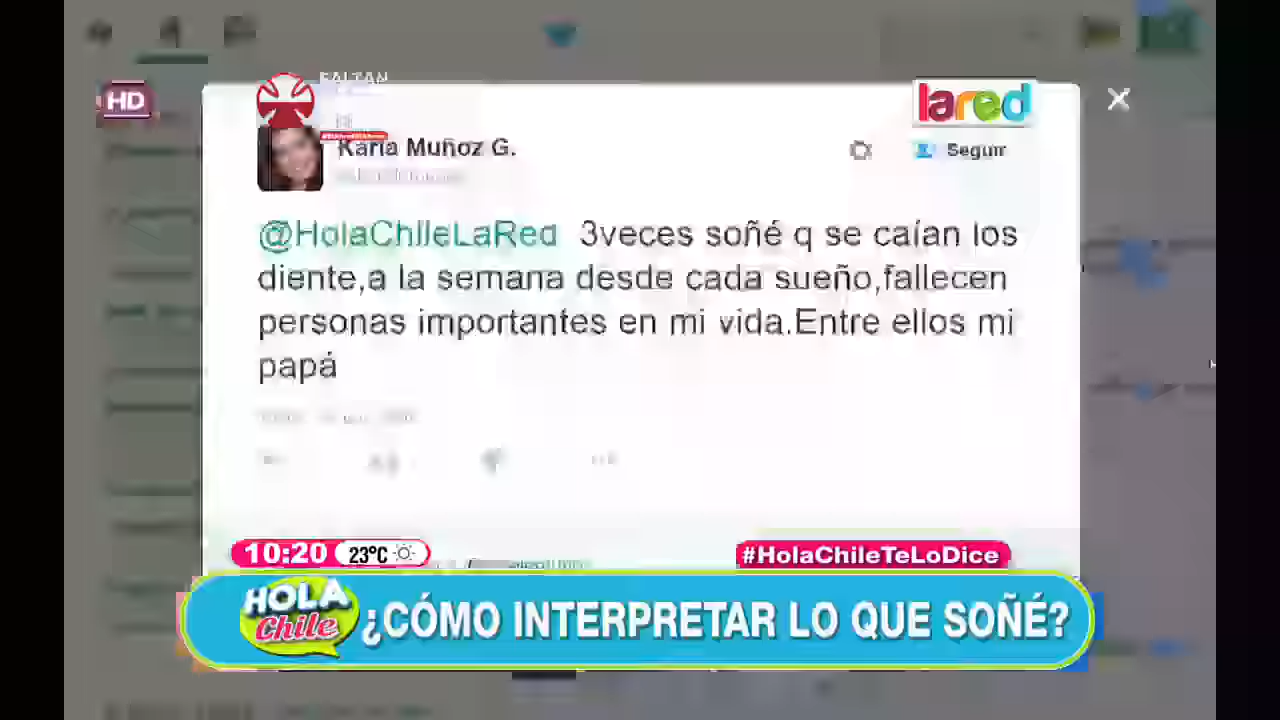 FALTAN
HD
lared
Karla Muñoz G.
Seguir
@HolaChileLaRed 3veces soñé q se caían los
diente,a la semana desde cada sueño,fallecen
personas importantes en mi vida.Entre ellos mi
papá
10:20 23°C
#HolaChileTeLoDice
HOLA
Chile
¿CÓMO INTERPRETAR LO QUE SOÑÉ?